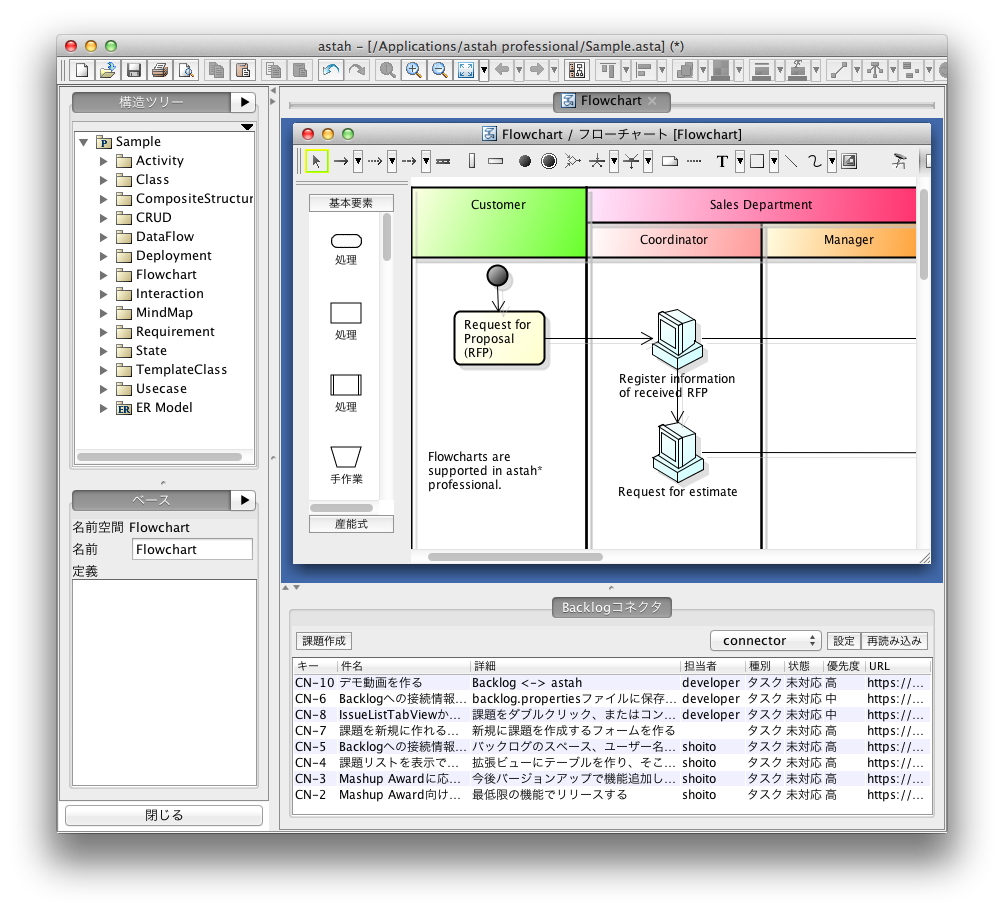 astah - [/Applications/astah professional/Sample.asta] (*)
構造ツリー
Sample
Activity
Class
CompositeStructur
CRUD
DataFlow
Deployment
Flowchart
Interaction
MindMap
Requirement
State
TemplateClass
Usecase
ER Model
ベース
名前空間 Flowchart
名前 Flowchart
定義
閉じる
Flowchart
Flowchart / フローチャート [Flowchart]
T
基本要素
処理
処理
処理
手作業
産能式
Customer
Sales Department
Coordinator
Manager
Request for
Proposal
(RFP)
Register information
of received RFP
Flowcharts are
supported in astah*
professional.
Request for estimate
Backlogコネクタ
課題作成 connector 設定 再読み込み
キー 件名 詳細 担当者 種別 状態 優先度 URL
CN-10 デモ動画を作る Backlog <-> astah developer タスク 未対応 高 https://...
CN-6 Backlogへの接続情報... backlog.propertiesファイルに保存... developer タスク 未対応 中 https://...
CN-8 IssueListTabViewか... 課題をダブルクリック、またはコン... developer タスク 未対応 中 https://...
CN-7 課題を新規に作れる... 新規に課題を作成するフォームを作る タスク 未対応 高 https://...
CN-5 Backlogへの接続情報... バックログのスペース、ユーザー名... shoito タスク 未対応 高 https://...
CN-4 課題リストを表示で... 拡張ビューにテーブルを作り、そこ... shoito タスク 未対応 高 https://...
CN-3 Mashup Awardに応... 今後バージョンアップで機能追加し... shoito タスク 未対応 高 https://...
CN-2 Mashup Award向け... 最低限の機能でリリースする shoito タスク 未対応 高 https://...